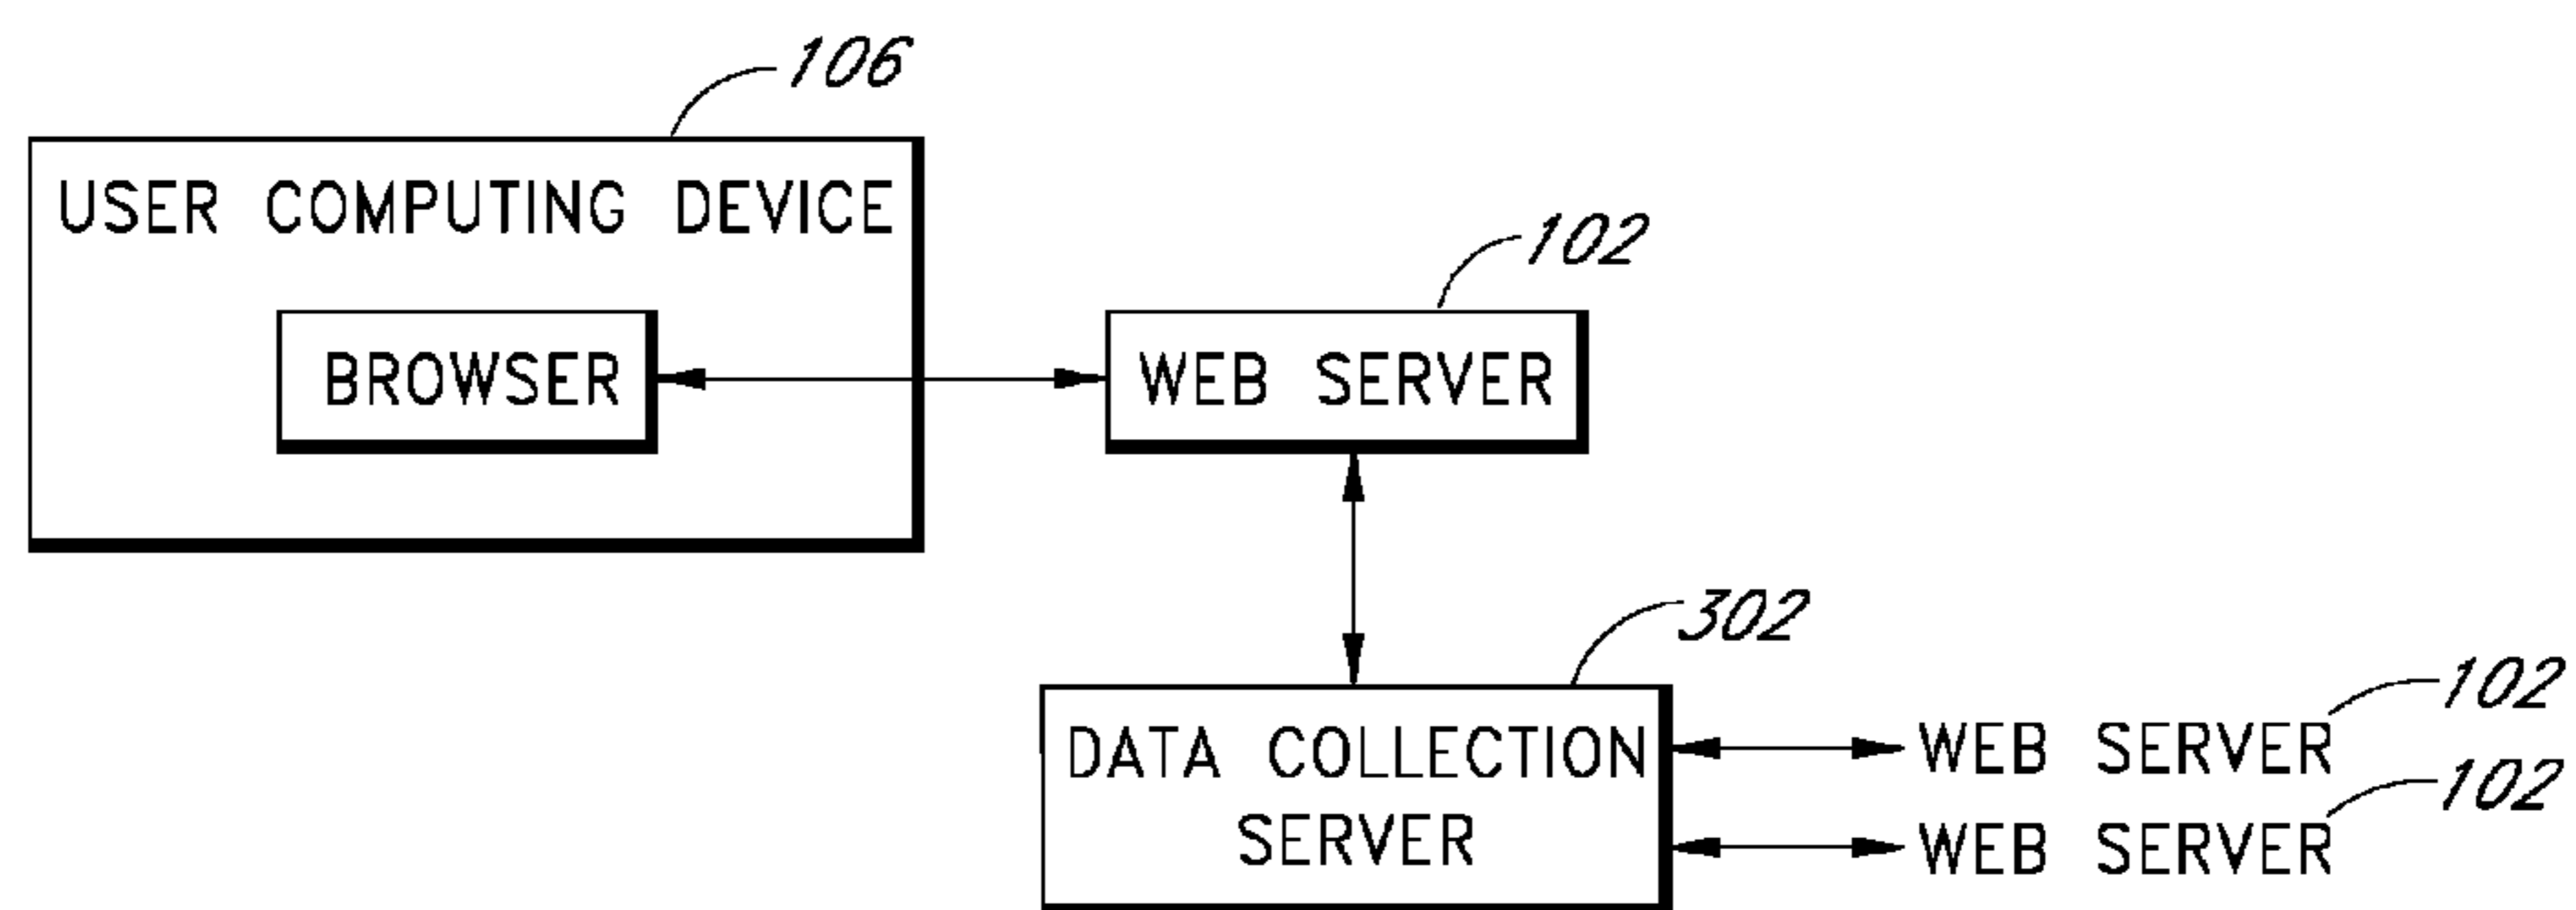 106
USER COMPUTING DEVICE
102
BROWSER
WEB SERVER
302
DATA COLLECTION
SERVER
102
WEB SERVER
102
WEB SERVER